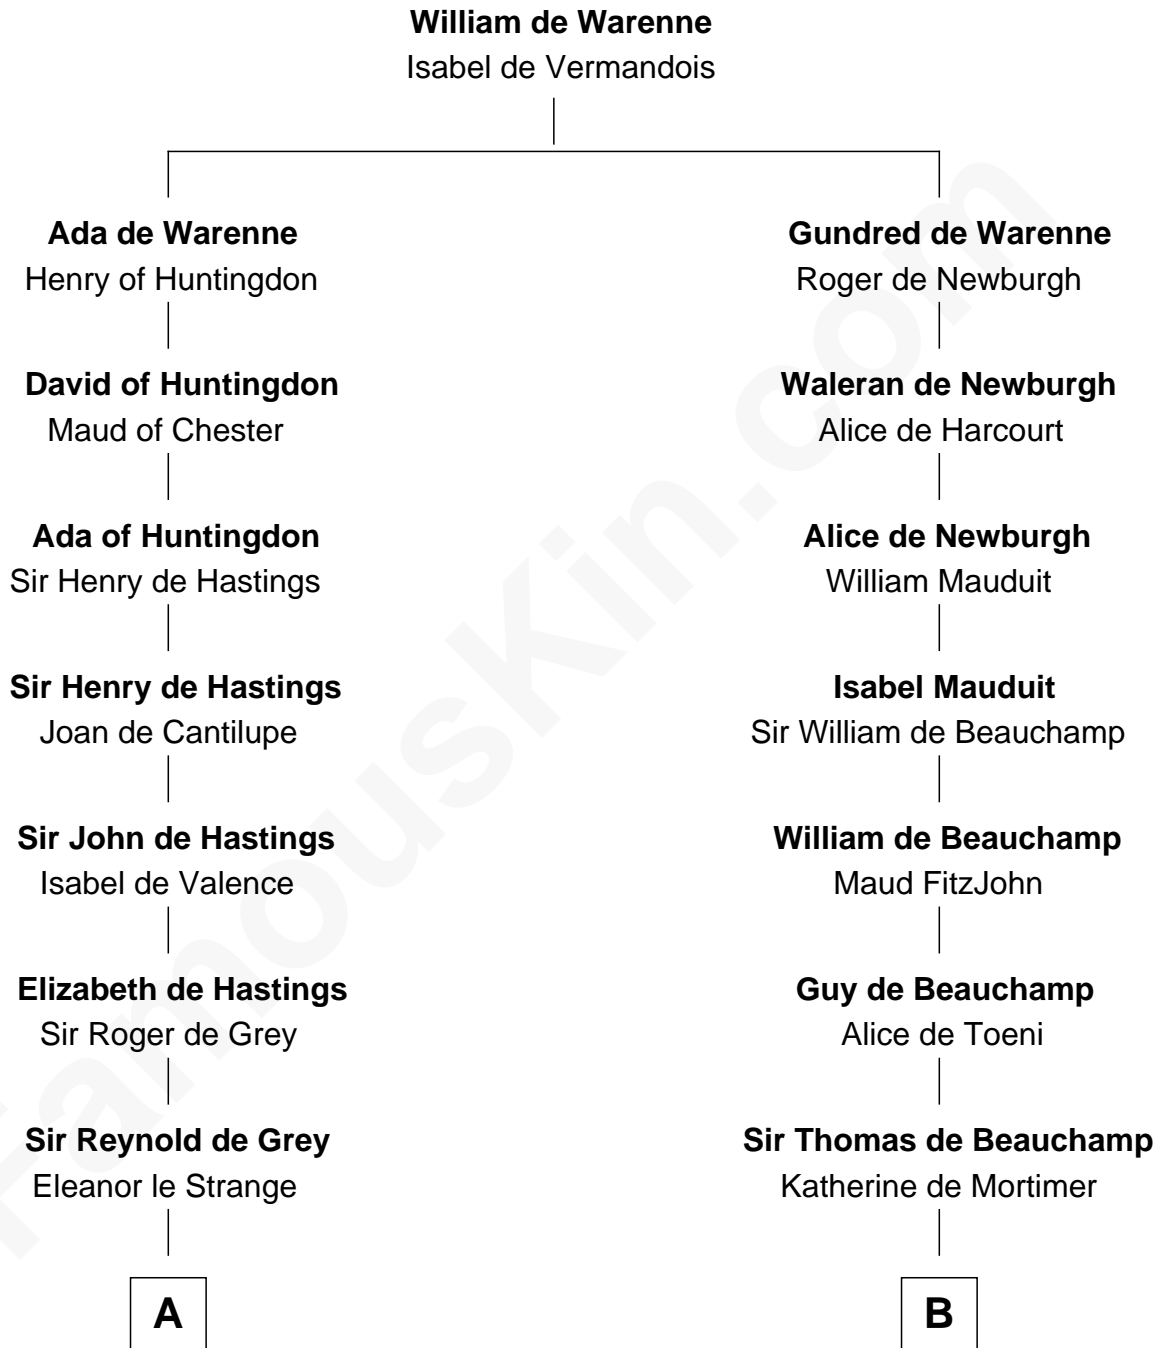 William de Warenne
Isabel de Vermandois
Ada de Warenne
Henry of Huntingdon
David of Huntingdon
Maud of Chester
Ada of Huntingdon
Sir Henry de Hastings
Sir Henry de Hastings
Joan de Cantilupe
Sir John de Hastings
Isabel de Valence
Elizabeth de Hastings
Sir Roger de Grey
Sir Reynold de Grey
Eleanor le Strange
A
Gundred de Warenne
Roger de Newburgh
Waleran de Newburgh
Alice de Harcourt
Alice de Newburgh
William Mauduit
Isabel Mauduit
Sir William de Beauchamp
William de Beauchamp
Maud FitzJohn
Guy de Beauchamp
Alice de Toeni
Sir Thomas de Beauchamp
Katherine de Mortimer
B
FamousKin.com